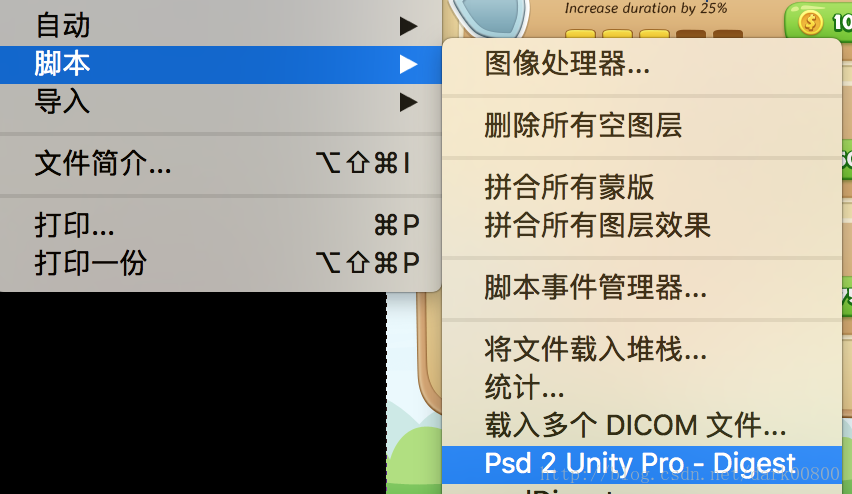 Increase duration by 25%
自动 ▶
脚本 ▶
导入 ▶
文件简介... ⌥⇧⌘I
打印... ⌘P
打印一份 ⌥⇧⌘P
图像处理器...
删除所有空图层
拼合所有蒙版
拼合所有图层效果
脚本事件管理器...
将文件载入堆栈...
统计...
载入多个 DICOM 文件...
Psd 2 Unity Pro - Digest
http://blog.csdn.net/dark00800